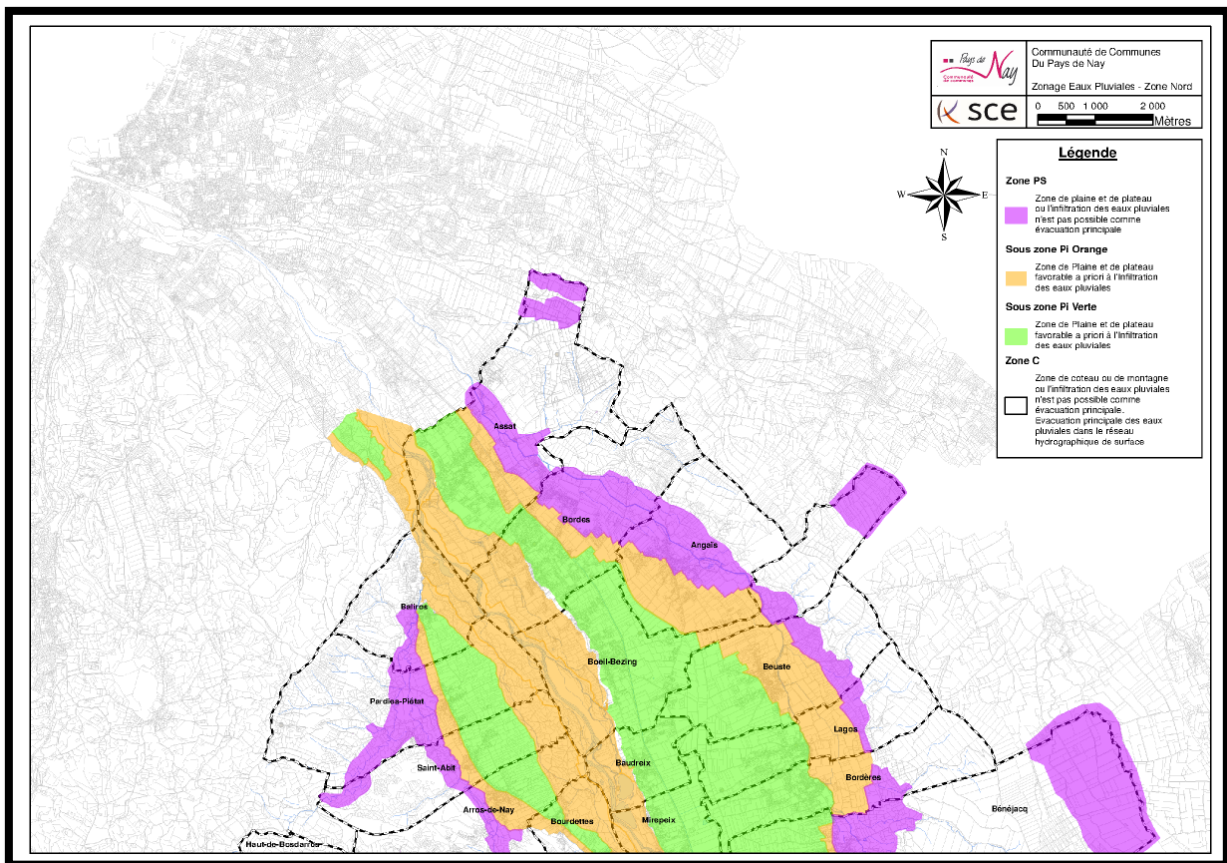 Pays de
Nay
Communauté
de communes
Communauté de Communes
Du Pays de Nay
Zonage Eaux Pluviales - Zone Nord
sce
0 500 1 000 2 000
Mètres
N
W E
S
Légende
Zone PS
Zone de plaine et de plateau
ou l'infiltration des eaux pluviales
n'est pas possible comme
évacuation principale
Sous zone Pi Orange
Zone de Plaine et de plateau
favorable a priori à l'Infiltration
des eaux pluviales
Sous zone Pi Verte
Zone de Plaine et de plateau
favorable a priori à l'Infiltration
des eaux pluviales
Zone C
Zone de coteau ou de montagne
ou l'infiltration des eaux pluviales
n'est pas possible comme
évacuation principale.
Evacuation principale des eaux
pluviales dans le réseau
hydrographique de surface
Assat
Bordes
Angaïs
Baliros
Boeil-Bezing
Beuste
Pardies-Piétat
Lagos
Saint-Abit
Baudreix
Bordères
Arros-de-Nay
Bénéjacq
Bourdettes
Mirepeix
Haut-de-Bosdarros